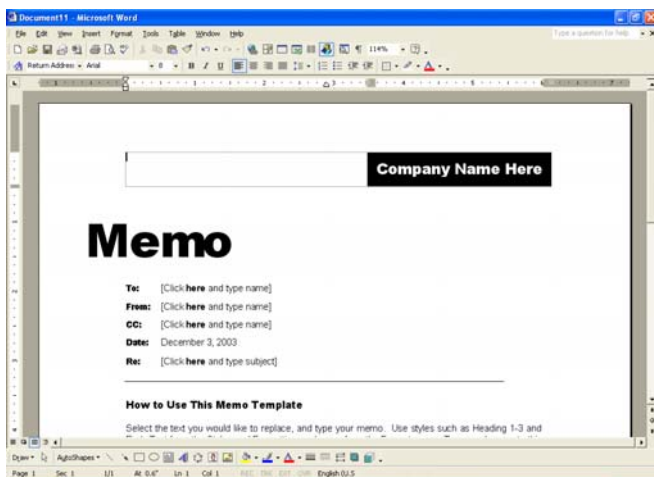 Document11 - Microsoft Word
File Edit View Insert Format Tools Table Window Help
Type a question for help
114%
Return Address Arial 8 B I U
Company Name Here
Memo
To: [Click here and type name]
From: [Click here and type name]
CC: [Click here and type name]
Date: December 3, 2003
Re: [Click here and type subject]
How to Use This Memo Template
Select the text you would like to replace, and type your memo. Use styles such as Heading 1-3 and
Draw AutoShapes
Page 1 Sec 1 1/1 At 0.6" Ln 1 Col 1 REC TRK EXT OVR English (U.S